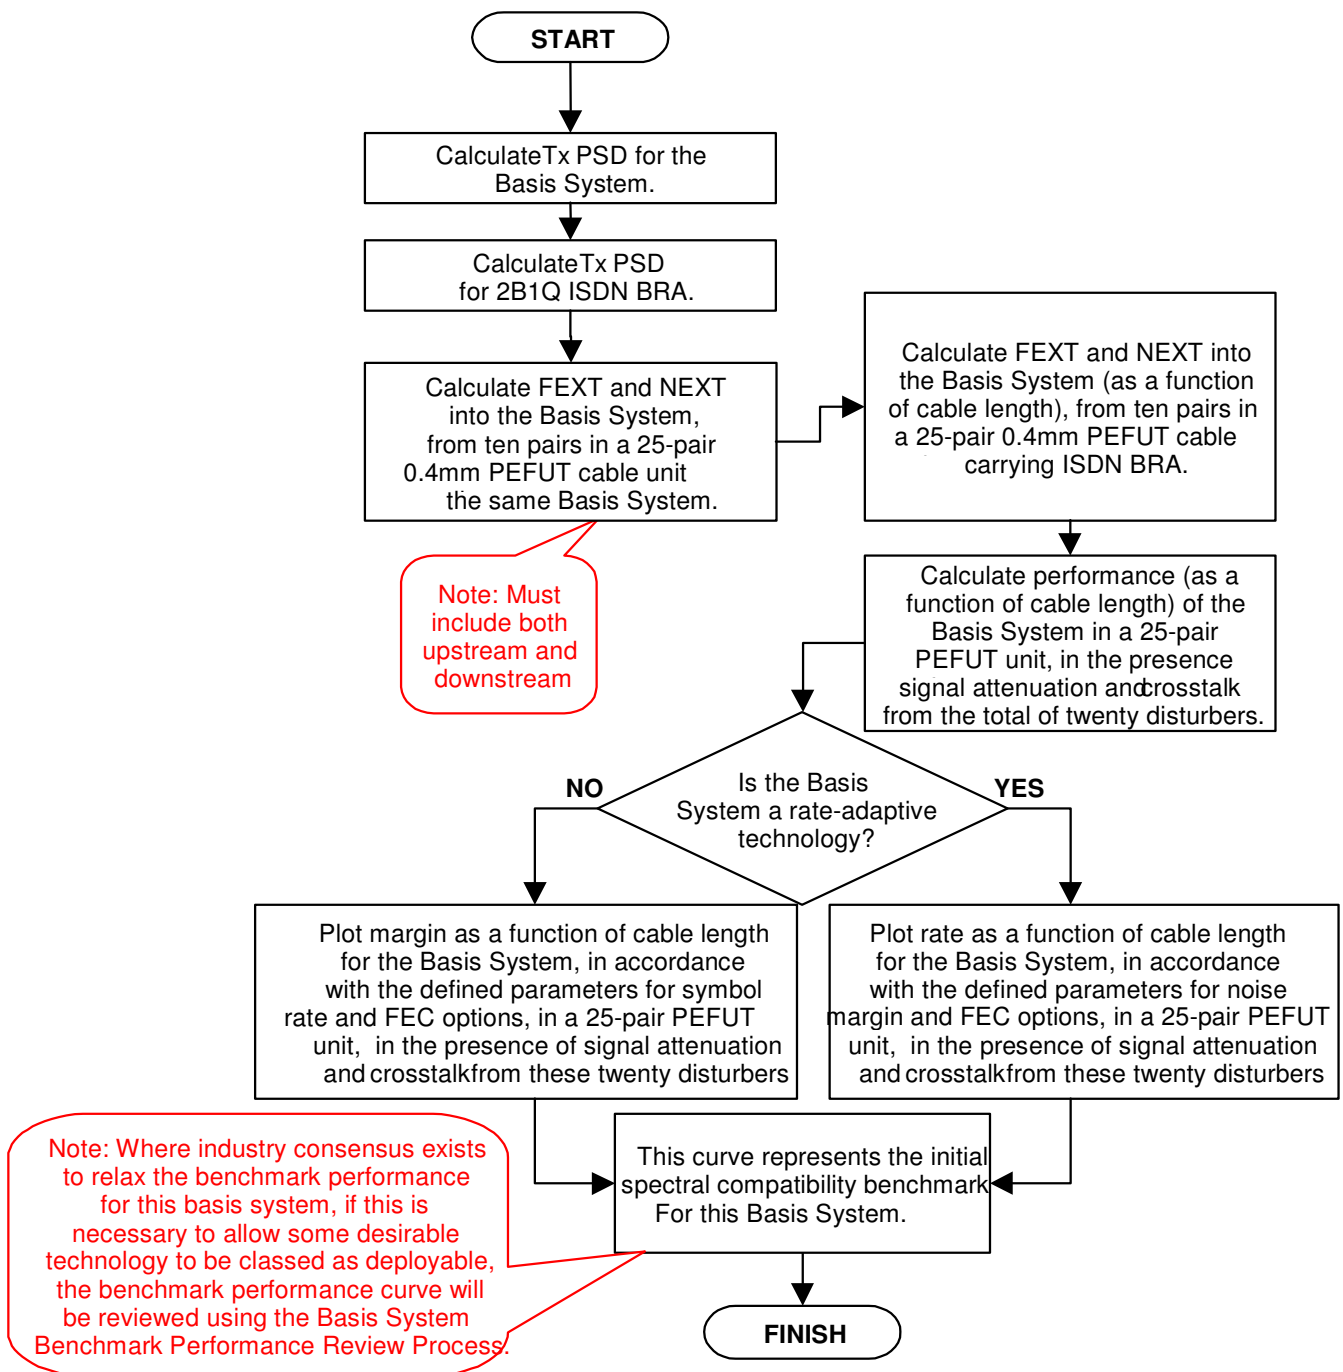 START
CalculateTx PSD for the
Basis System.
CalculateTx PSD
for 2B1Q ISDN BRA.
Calculate FEXT and NEXT
into the Basis System,
from ten pairs in a 25-pair
0.4mm PEFUT cable unit
the same Basis System.
Note: Must
include both
upstream and
downstream
Calculate FEXT and NEXT into
the Basis System (as a function
of cable length), from ten pairs in
a 25-pair 0.4mm PEFUT cable
carrying ISDN BRA.
Calculate performance (as a
function of cable length) of the
Basis System in a 25-pair
PEFUT unit, in the presence
signal attenuation and crosstalk
from the total of twenty disturbers.
Is the Basis
System a rate-adaptive
technology?
NO
YES
Plot margin as a function of cable length
for the Basis System, in accordance
with the defined parameters for symbol
rate and FEC options, in a 25-pair PEFUT
unit, in the presence of signal attenuation
and crosstalk from these twenty disturbers
Plot rate as a function of cable length
for the Basis System, in accordance
with the defined parameters for noise
margin and FEC options, in a 25-pair PEFUT
unit, in the presence of signal attenuation
and crosstalk from these twenty disturbers
This curve represents the initial
spectral compatibility benchmark
For this Basis System.
Note: Where industry consensus exists
to relax the benchmark performance
for this basis system, if this is
necessary to allow some desirable
technology to be classed as deployable,
the benchmark performance curve will
be reviewed using the Basis System
Benchmark Performance Review Process.
FINISH